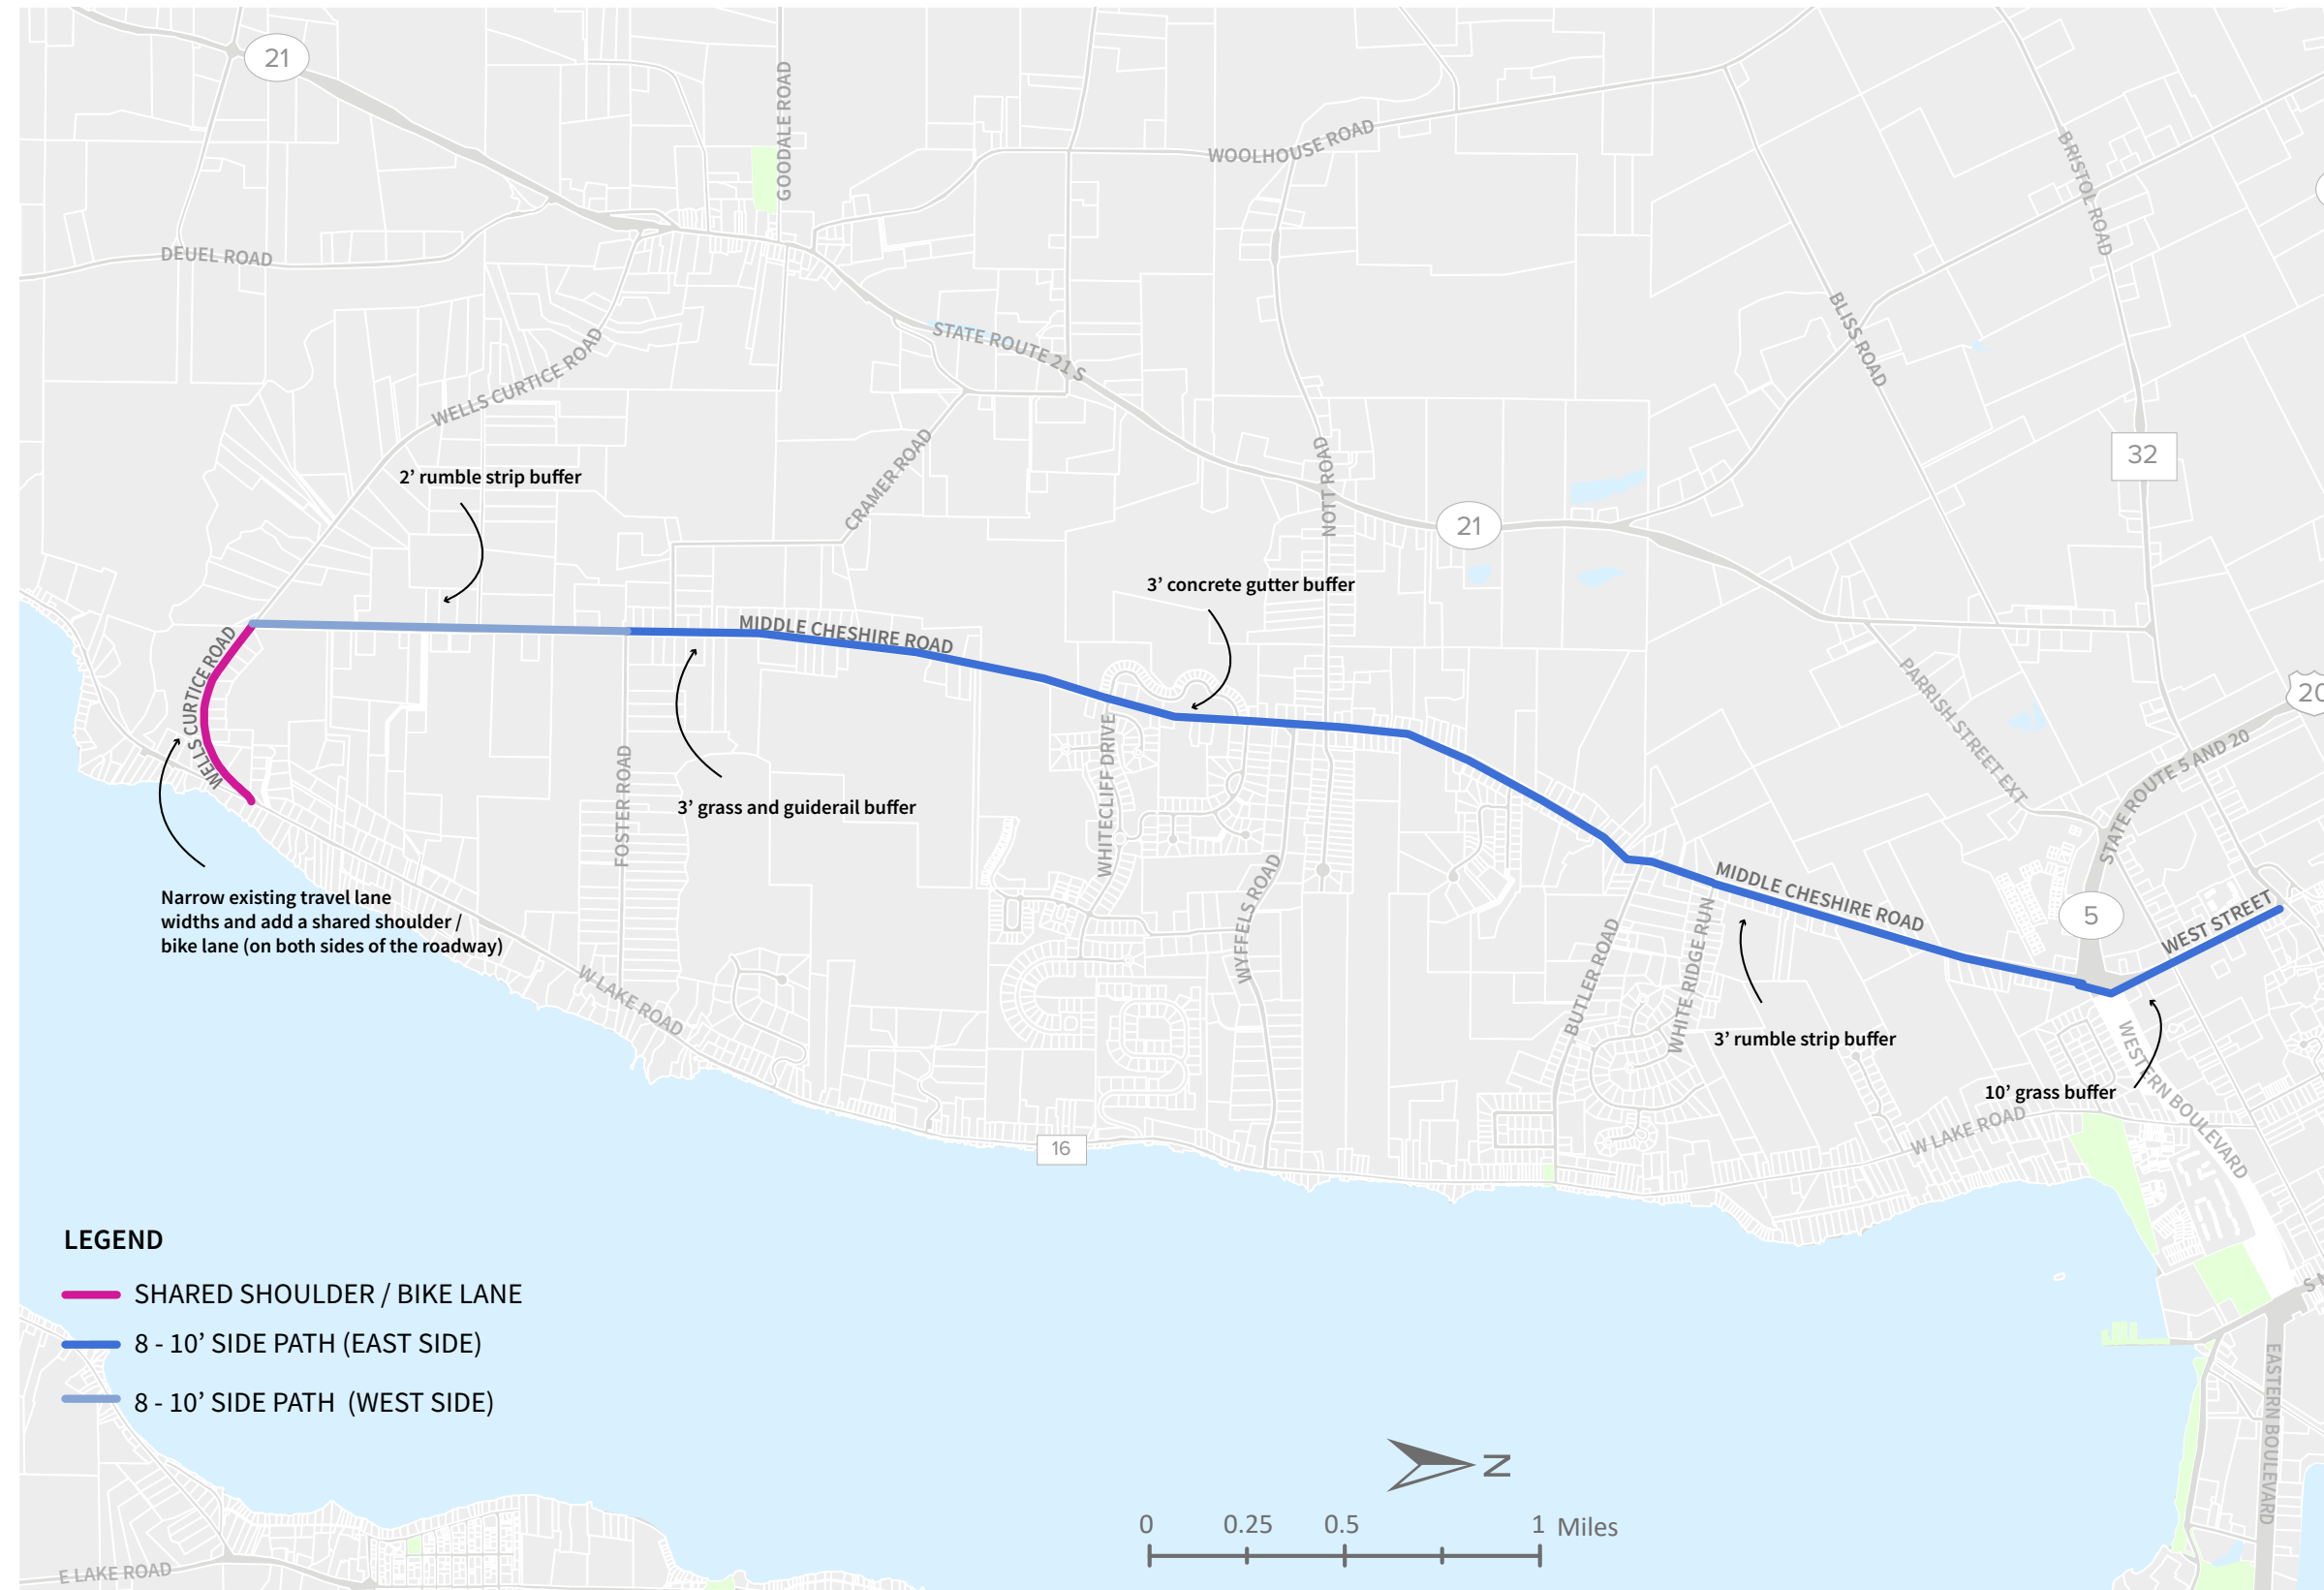 21
GOODALE ROAD
WOOLHOUSE ROAD
BRISTOL ROAD
DEUEL ROAD
STATE ROUTE 21 S
BLISS ROAD
WELLS CURTICE ROAD
32
2’ rumble strip buffer
CRAMER ROAD
NOTT ROAD
21
3’ concrete gutter buffer
MIDDLE CHESHIRE ROAD
WELLS CURTICE ROAD
PARRISH STREET EXT
20
STATE ROUTE 5 AND 20
WHITECLIFF DRIVE
FOSTER ROAD
3’ grass and guiderail buffer
MIDDLE CHESHIRE ROAD
5
WEST STREET
Narrow existing travel lane
widths and add a shared shoulder /
bike lane (on both sides of the roadway)
WYFFELS ROAD
BUTLER ROAD
WHITE RIDGE RUN
W LAKE ROAD
3’ rumble strip buffer
10’ grass buffer
WESTERN BOULEVARD
W LAKE ROAD
16
LEGEND
SHARED SHOULDER / BIKE LANE
8 - 10’ SIDE PATH (EAST SIDE)
8 - 10’ SIDE PATH (WEST SIDE)
EASTERN BOULEVARD
N
0 0.25 0.5 1 Miles
E LAKE ROAD